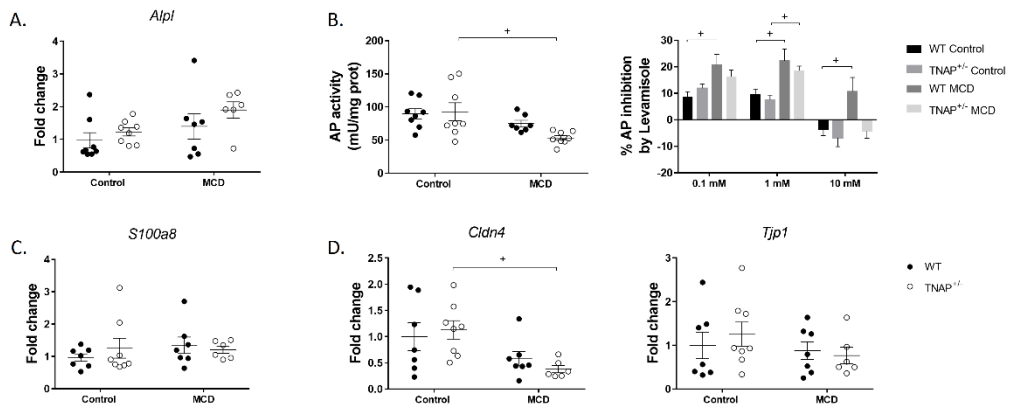 A.
Alpl
Fold change
4
3
2
1
0
Control
MCD
B.
AP activity
(mU/mg prot)
200
150
100
50
0
+
Control
MCD
% AP inhibition
by Levamisole
30
20
10
0
-10
-20
+
+
+
+
0.1 mM
1 mM
10 mM
WT Control
TNAP+/- Control
WT MCD
TNAP+/- MCD
C.
S100a8
Fold change
4
3
2
1
0
Control
MCD
D.
Cldn4
Fold change
2.5
2.0
1.5
1.0
0.5
0.0
+
Control
MCD
Tjp1
Fold change
3
2
1
0
Control
MCD
WT
TNAP+/-